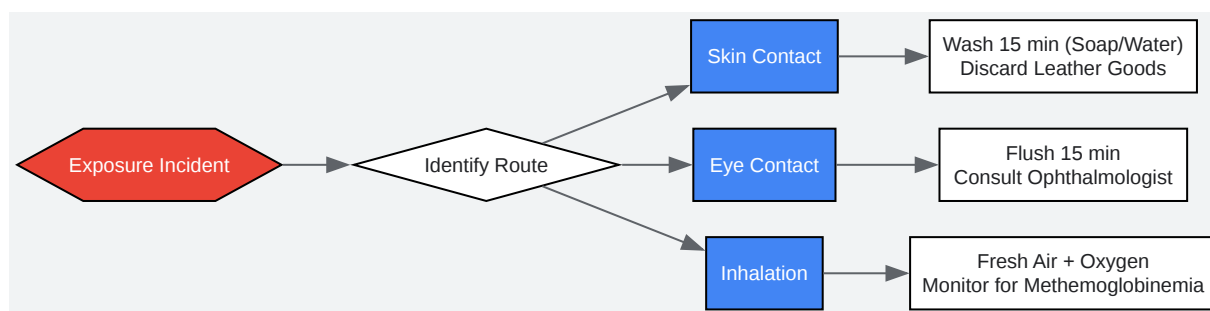 Exposure Incident
Identify Route
Skin Contact
Wash 15 min (Soap/Water)
Discard Leather Goods
Eye Contact
Flush 15 min
Consult Ophthalmologist
Inhalation
Fresh Air + Oxygen
Monitor for Methemoglobinemia